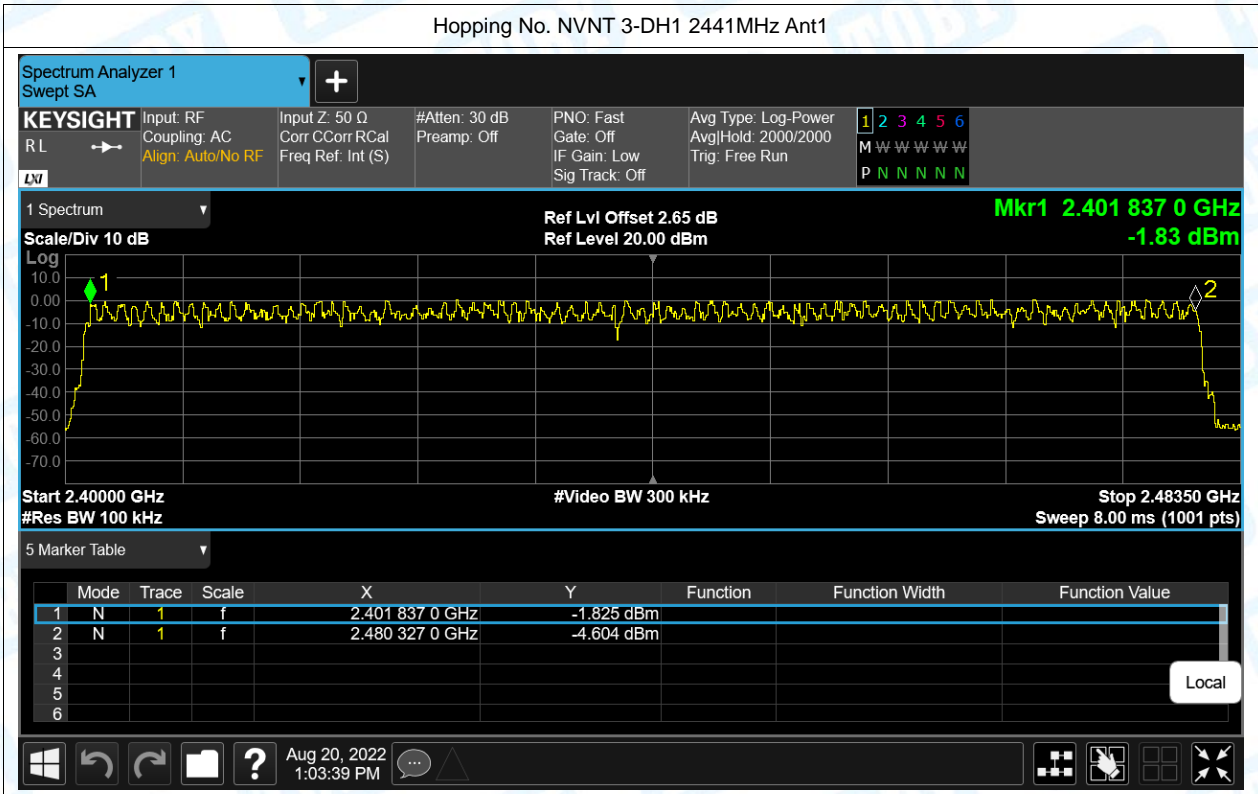 Hopping No. NVNT 3-DH1 2441MHz Ant1
Spectrum Analyzer 1
Swept SA
KEYSIGHT
RL
LXI
Input: RF
Coupling: AC
Align: Auto/No RF
Input Z: 50 Ω
Corr CCorr RCal
Freq Ref: Int (S)
#Atten: 30 dB
Preamp: Off
PNO: Fast
Gate: Off
IF Gain: Low
Sig Track: Off
Avg Type: Log-Power
Avg|Hold: 2000/2000
Trig: Free Run
1 2 3 4 5 6
M W W W W W
P N N N N N
1 Spectrum
Scale/Div 10 dB
Ref Lvl Offset 2.65 dB
Ref Level 20.00 dBm
Mkr1 2.401 837 0 GHz
-1.83 dBm
Log
10.0
0.00
-10.0
-20.0
-30.0
-40.0
-50.0
-60.0
-70.0
1
2
Start 2.40000 GHz
#Res BW 100 kHz
#Video BW 300 kHz
Stop 2.48350 GHz
Sweep 8.00 ms (1001 pts)
5 Marker Table
Mode Trace Scale X Y Function Function Width Function Value
1 N 1 f 2.401 837 0 GHz -1.825 dBm
2 N 1 f 2.480 327 0 GHz -4.604 dBm
3
4
5
6
Local
?
Aug 20, 2022
1:03:39 PM